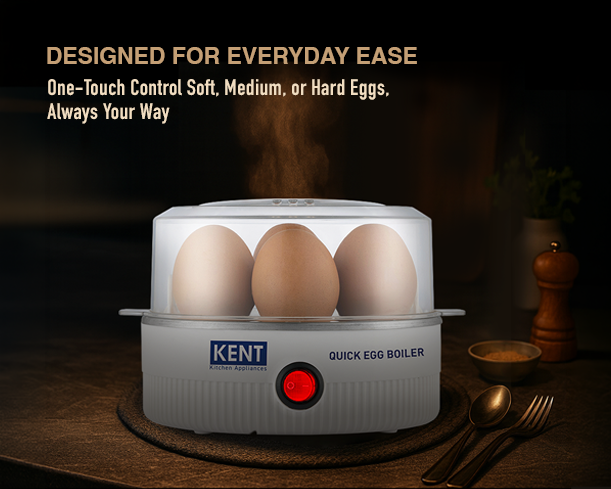 DESIGNED FOR EVERYDAY EASE
One-Touch Control Soft, Medium, or Hard Eggs,
Always Your Way
KENT
Kitchen Appliances
QUICK EGG BOILER